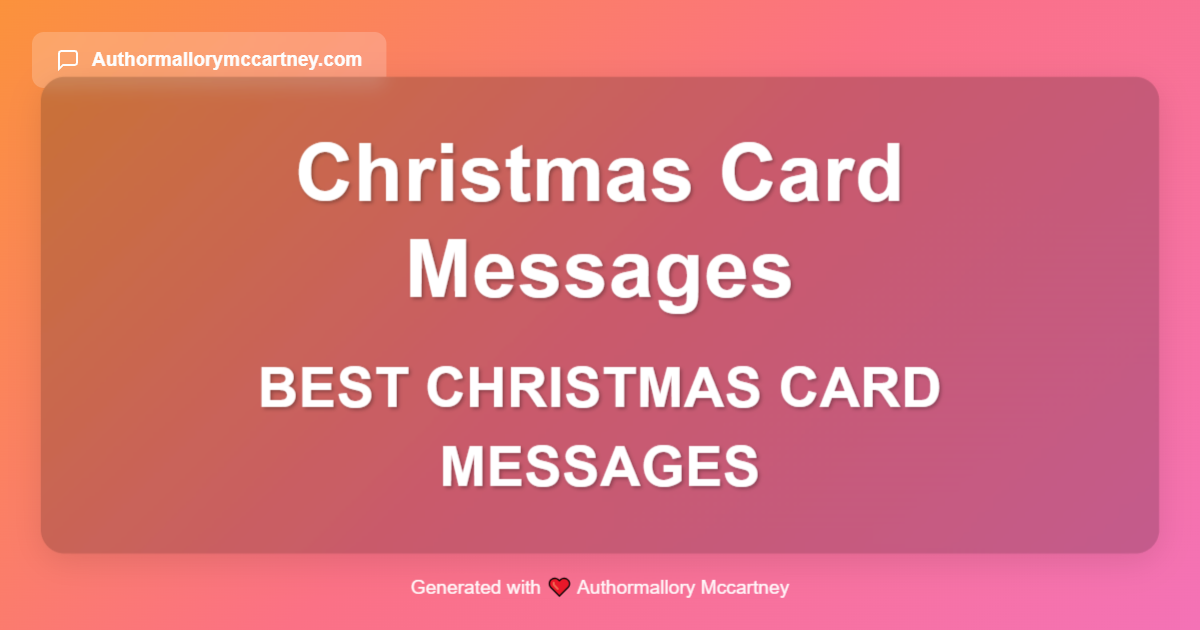 Authormallorymccartney.com
Christmas Card
Messages
BEST CHRISTMAS CARD
MESSAGES
Generated with ❤️ Authormallory Mccartney